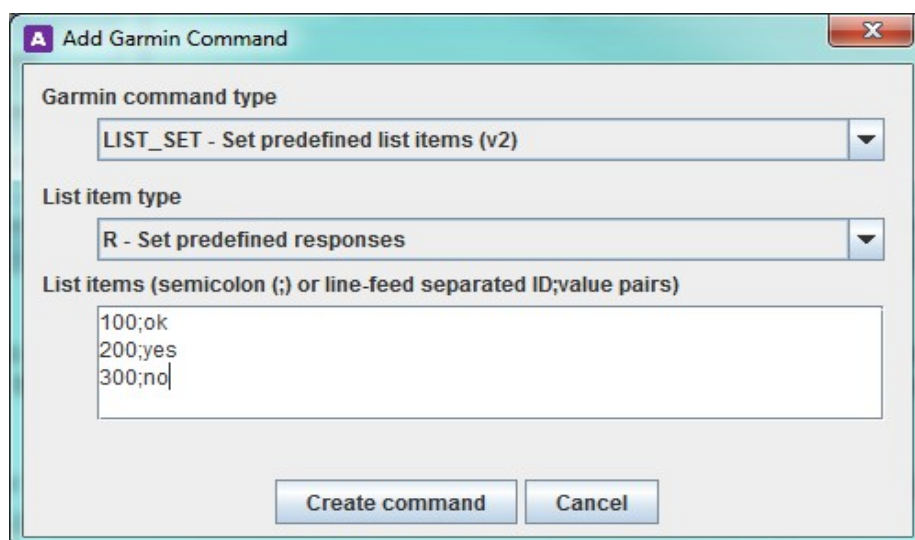 A Add Garmin Command
Garmin command type
LIST_SET - Set predefined list items (v2)
List item type
R - Set predefined responses
List items (semicolon (;) or line-feed separated ID;value pairs)
100;ok
200;yes
300;no
Create command Cancel